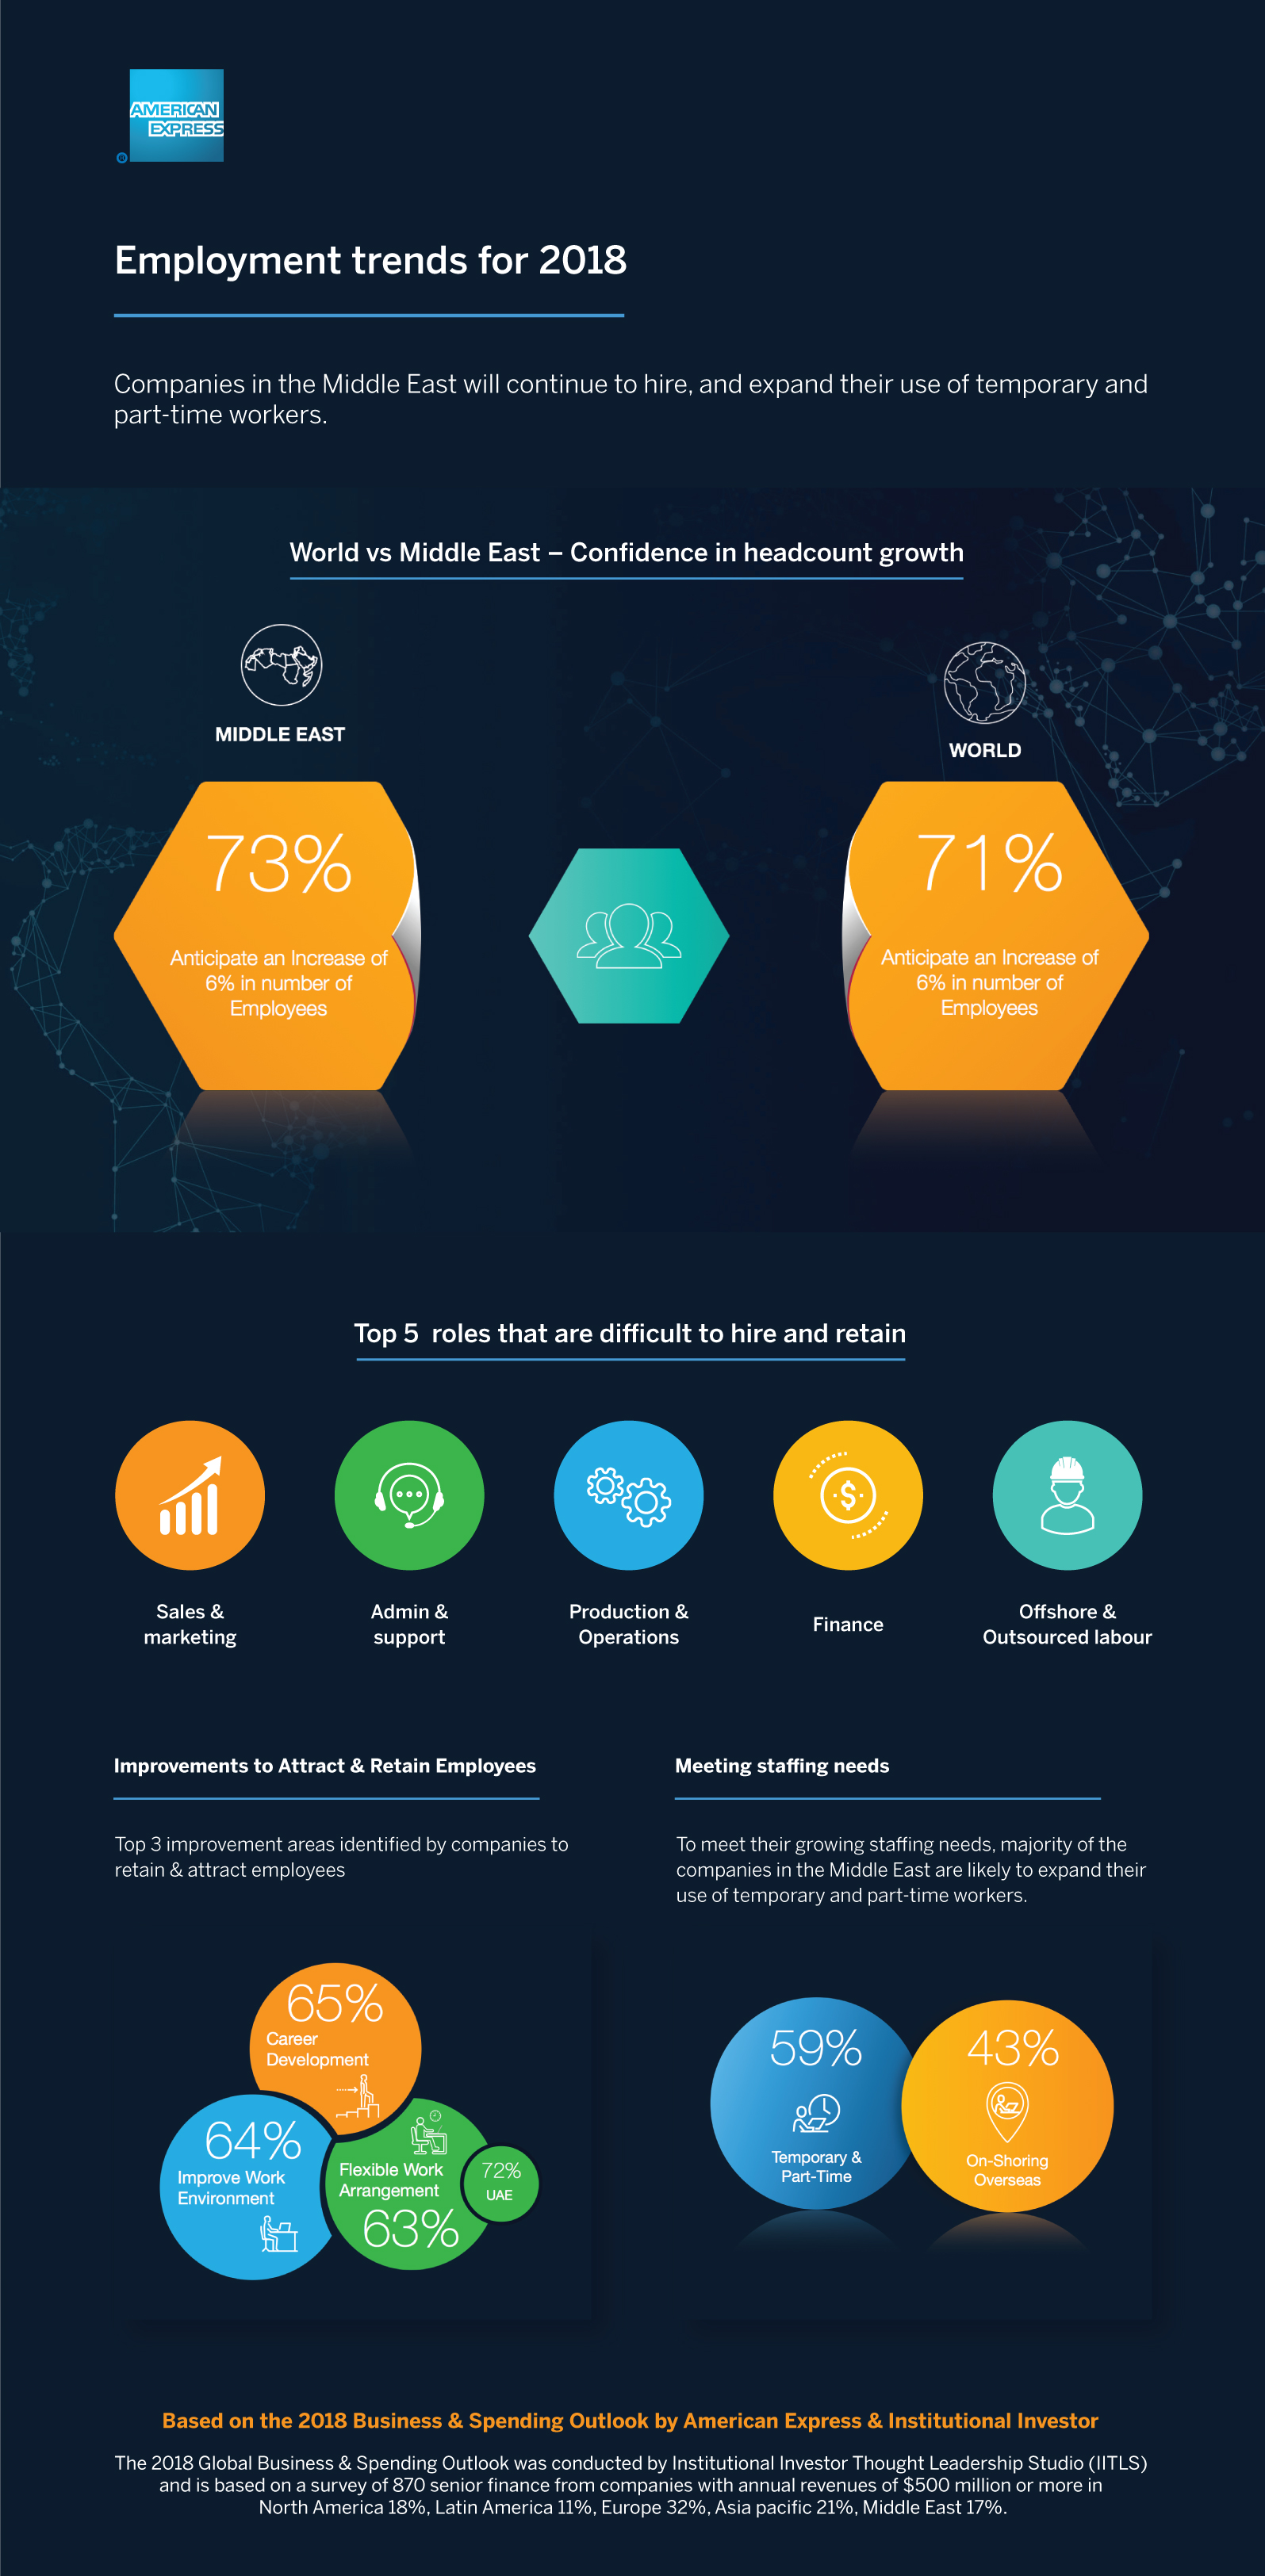 AMERICAN
EXPRESS
®
Employment trends for 2018
Companies in the Middle East will continue to hire, and expand their use of temporary and
part-time workers.
World vs Middle East – Confidence in headcount growth
MIDDLE EAST
73%
Anticipate an Increase of
6% in number of
Employees
WORLD
71%
Anticipate an Increase of
6% in number of
Employees
Top 5 roles that are difficult to hire and retain
Sales &
marketing
Admin &
support
Production &
Operations
$
Finance
Offshore &
Outsourced labour
Improvements to Attract & Retain Employees
Top 3 improvement areas identified by companies to
retain & attract employees
65%
Career
Development
64%
Improve Work
Environment
Flexible Work
Arrangement
63%
72%
UAE
Meeting staffing needs
To meet their growing staffing needs, majority of the
companies in the Middle East are likely to expand their
use of temporary and part-time workers.
59%
Temporary &
Part-Time
43%
On-Shoring
Overseas
Based on the 2018 Business & Spending Outlook by American Express & Institutional Investor
The 2018 Global Business & Spending Outlook was conducted by Institutional Investor Thought Leadership Studio (IITLS)
and is based on a survey of 870 senior finance from companies with annual revenues of $500 million or more in
North America 18%, Latin America 11%, Europe 32%, Asia pacific 21%, Middle East 17%.